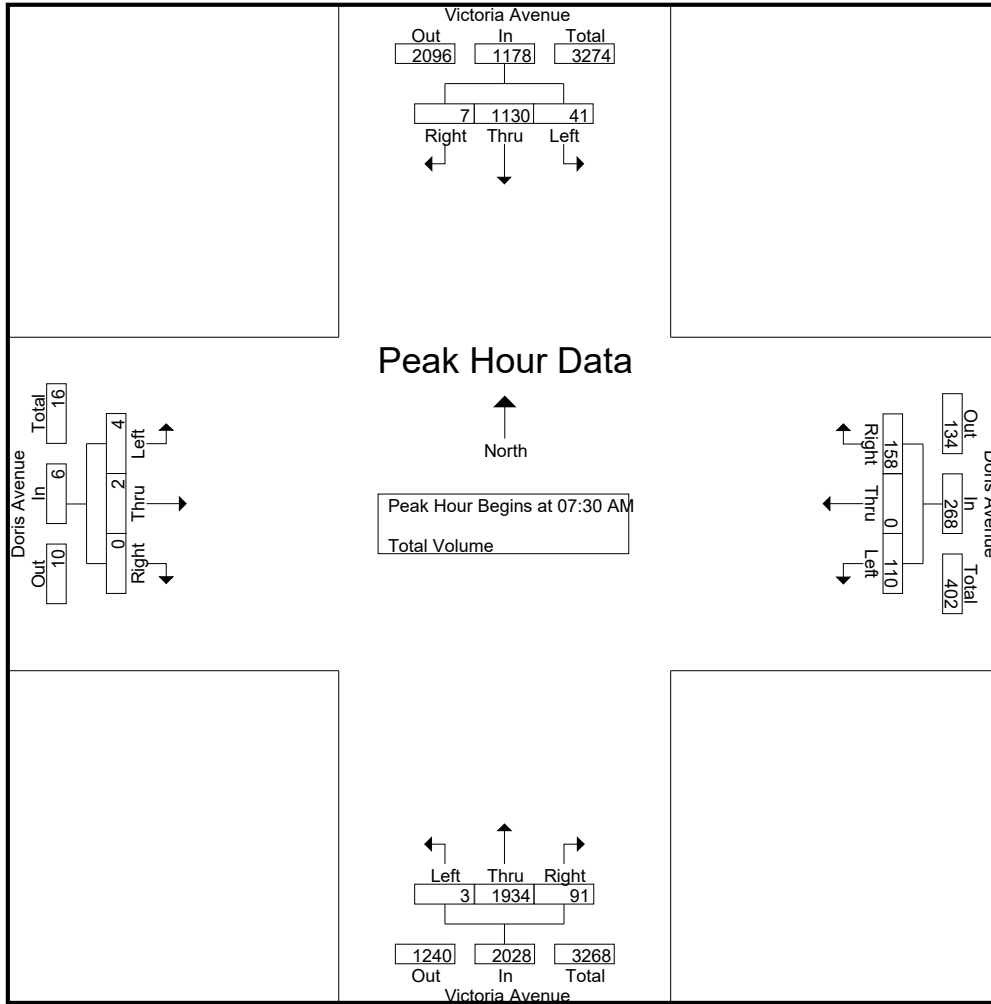 Victoria Avenue
Out In Total
2096 1178 3274
7 1130 41
Right Thru Left
Peak Hour Data
North
Peak Hour Begins at 07:30 AM
Total Volume
Doris Avenue
Total In Out
16 6 10
4 2 0
Left Thru Right
Doris Avenue
Out In Total
134 268 402
158 0 110
Right Thru Left
Left Thru Right
3 1934 91
1240 2028 3268
Out In Total
Victoria Avenue